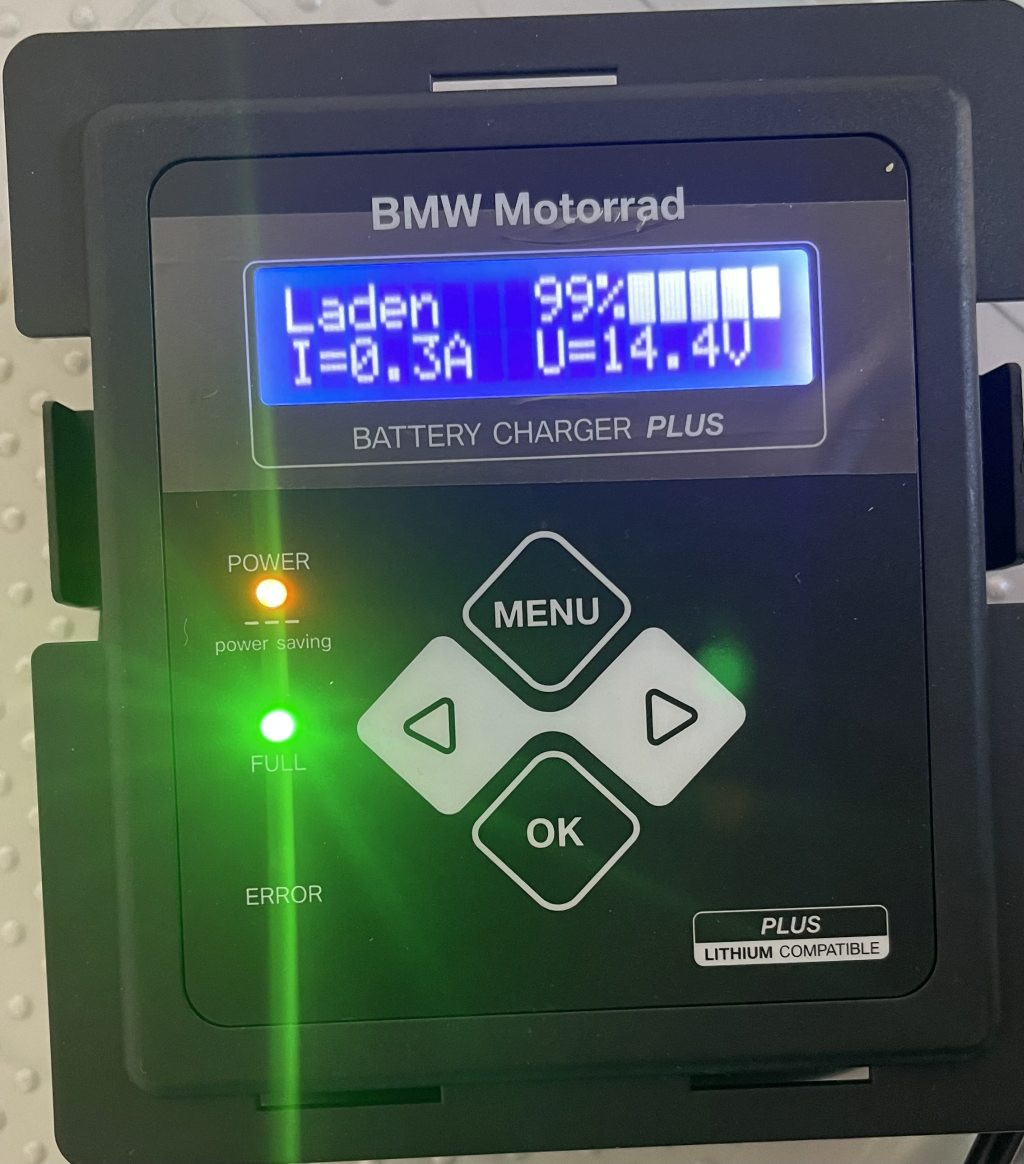 BMW Motorrad
Laden 99%
I=0.3A U=14.4V
BATTERY CHARGER PLUS
POWER
power saving
MENU
FULL
OK
ERROR
PLUS
LITHIUM COMPATIBLE